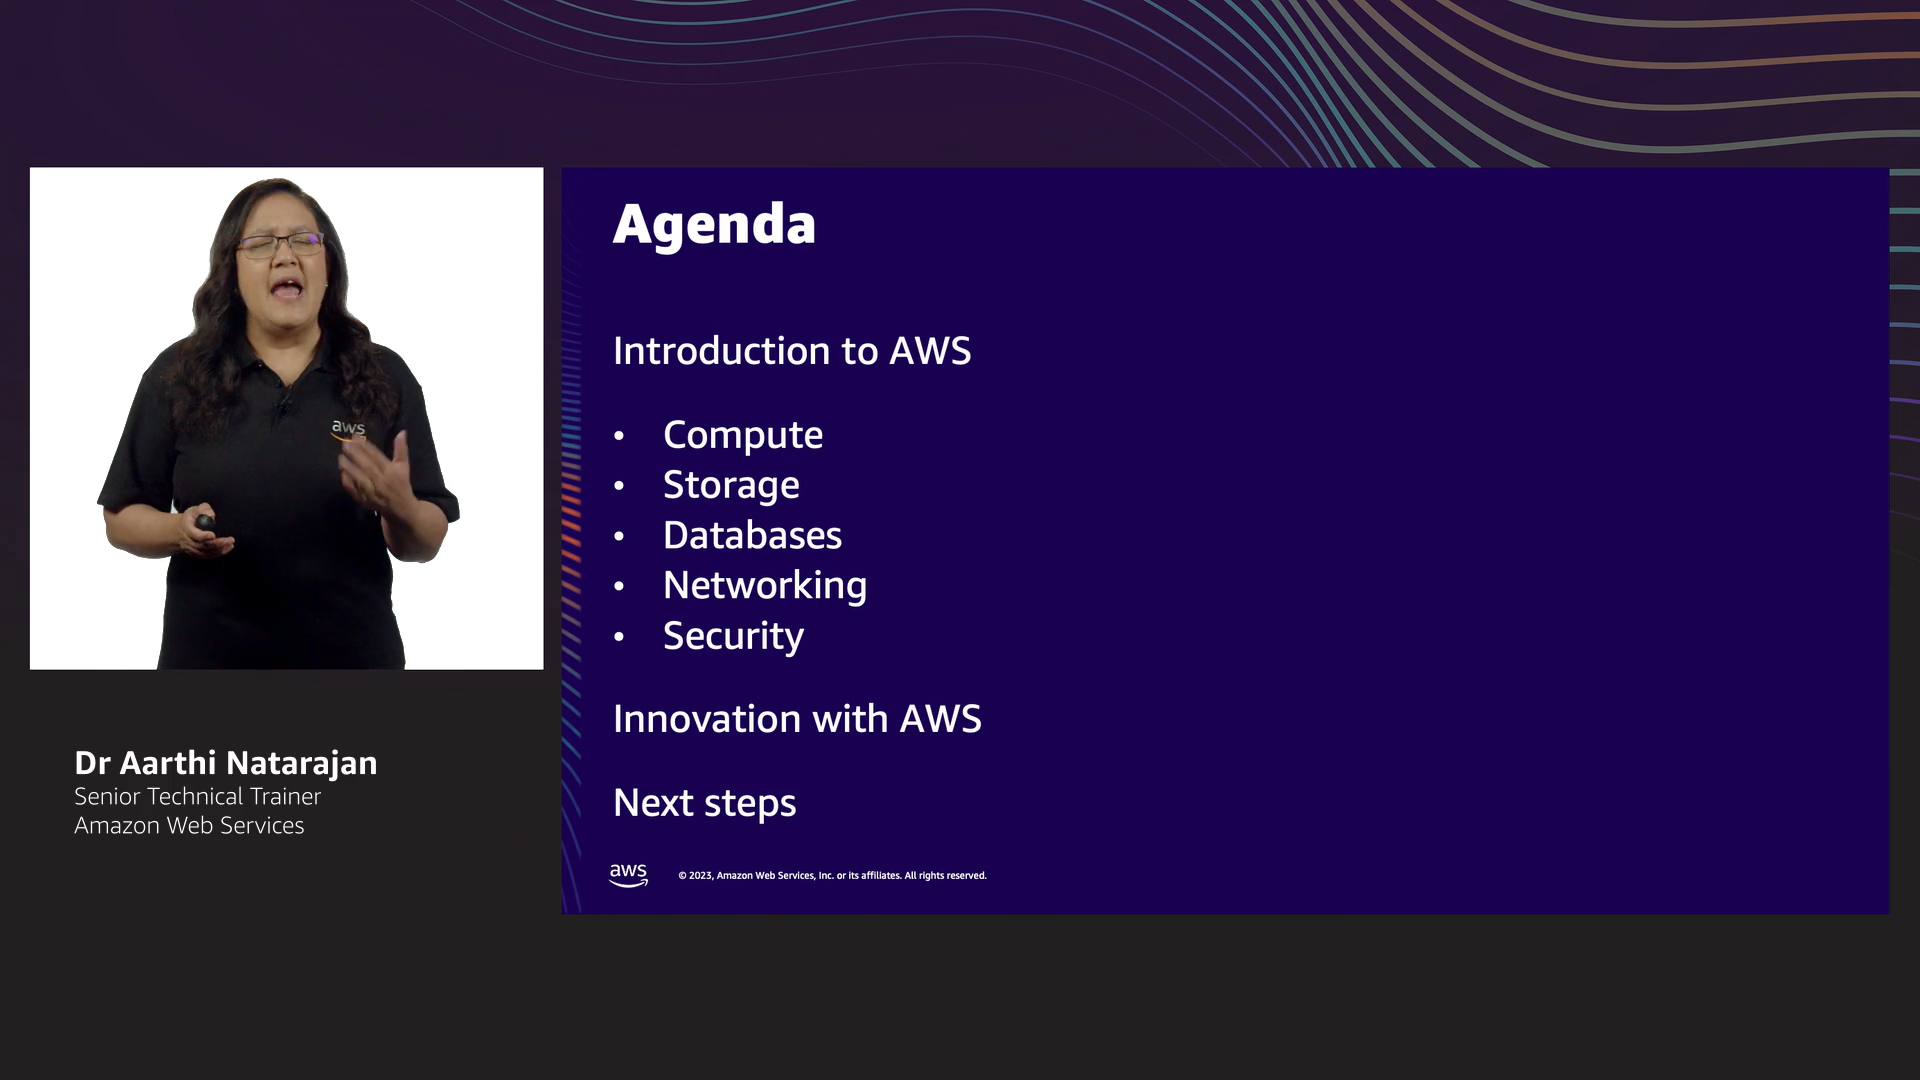 aws
Dr Aarthi Natarajan
Senior Technical Trainer
Amazon Web Services
Agenda
Introduction to AWS
• Compute
• Storage
• Databases
• Networking
• Security
Innovation with AWS
Next steps
aws © 2023, Amazon Web Services, Inc. or its affiliates. All rights reserved.